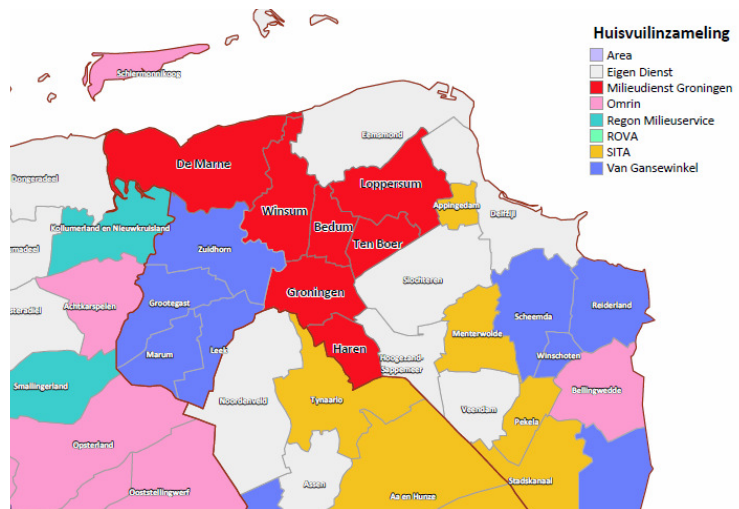 Huisvuilinzameling
Area
Eigen Dienst
Milieudienst Groningen
Omrin
Regon Milieuservice
ROVA
SITA
Van Gansewinkel
Schiermonnikoog
Eemsmond
De Marne
Dongeradeel
Loppersum
Appingedam
Winsum
Delfzijl
Bedum
Kollumerland en Nieuwkruisland
Ten Boer
Zuidhorn
Slochteren
Groningen
Grootegast
Achtkarspelen
Reiderland
Scheemda
Menterwolde
Haren
Leek
Marum
Hoogezand-
Sappemeer
Winschoten
Smallingerland
Bellingwedde
Noordenveld
Tynaarlo
Veendam
Pekela
Opsterland
Stadskanaal
Assen
Ooststellingwerf
Aa en Hunze